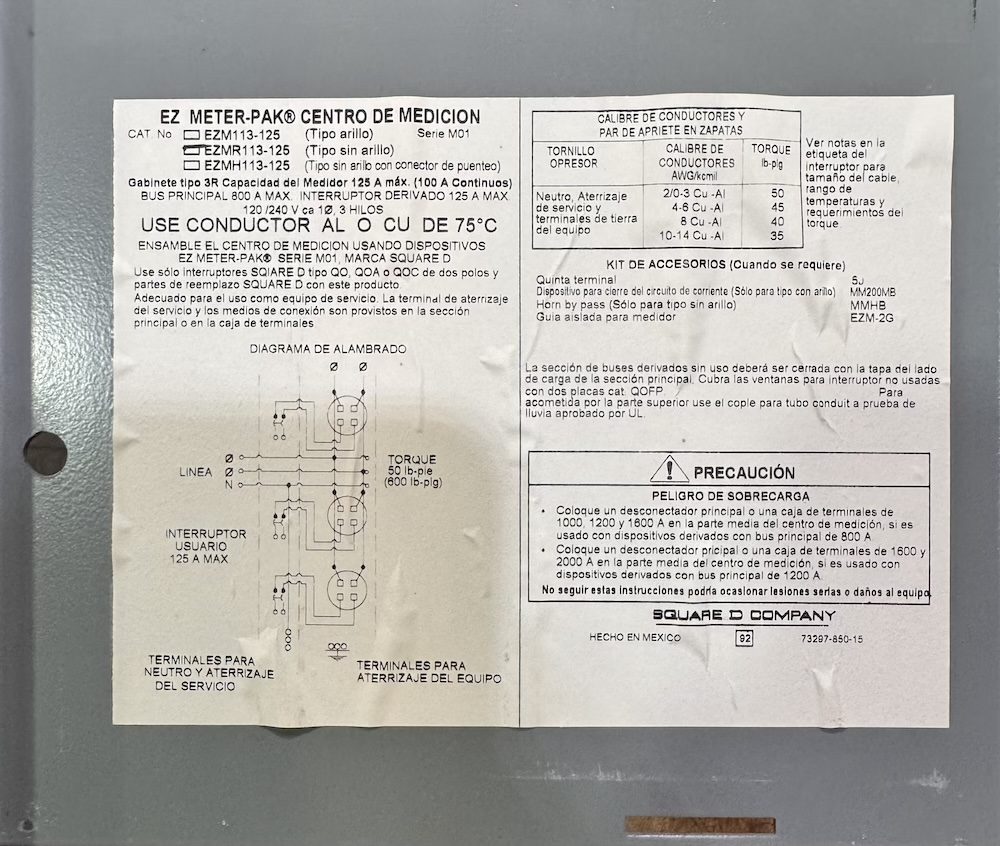 EZ METER-PAK® CENTRO DE MEDICION
CAT. No ☐ EZM113-125 (Tipo arillo) Serie M01
☐ EZMR113-125 (Tipo sin arillo)
☐ EZMH113-125 (Tipo sin arillo con conector de puenteo)
Gabinete tipo 3R Capacidad del Medidor 125 A máx. (100 A Continuos)
BUS PRINCIPAL 800 A MAX. INTERRUPTOR DERIVADO 125 A MAX
120 /240 V ca 1Ø, 3 HILOS
USE CONDUCTOR AL O CU DE 75°C
ENSAMBLE EL CENTRO DE MEDICION USANDO DISPOSITIVOS
EZ METER-PAK® SERIE M01, MARCA SQUARE D
Use sólo interruptores SQIARE D tipo QO, QOA o QOC de dos polos y
partes de reemplazo SQUARE D con este producto.
Adecuado para el uso como equipo de servicio. La terminal de aterrizaje
del servicio y los medios de conexión son provistos en la sección
principal o en la caja de terminales
DIAGRAMA DE ALAMBRADO
Ø Ø
LINEA
Ø
Ø
N
TORQUE
50 lb-pie
(600 lb-plg)
INTERRUPTOR
USUARIO
125 A MAX
TERMINALES PARA
NEUTRO Y ATERRIZAJE
DEL SERVICIO
TERMINALES PARA
ATERRIZAJE DEL EQUIPO
CALIBRE DE CONDUCTORES Y
PAR DE APRIETE EN ZAPATAS
TORNILLO
OPRESOR
CALIBRE DE
CONDUCTORES
AWG/kcmil
TORQUE
lb-plg
Neutro, Aterrizaje
de servicio y
terminales de tierra
del equipo
2/0-3 Cu -Al 50
4-6 Cu -Al 45
8 Cu -Al 40
10-14 Cu -Al 35
Ver notas en la
etiqueta del
interruptor para
tamaño del cable,
rango de
temperaturas y
requerimientos del
torque.
KIT DE ACCESORIOS (Cuando se requiere)
Quinta terminal 5J
Dispositivo para cierre del circuito de corriente (Sólo para tipo con arillo) MM200MB
Horn by pass (Sólo para tipo sin arillo) MMHB
Guia aislada para medidor EZM-2G
La sección de buses derivados sin uso deberá ser cerrada con la tapa del lado
de carga de la sección principal. Cubra las ventanas para interruptor no usadas
con dos placas cat. QOFP Para
acometida por la parte superior use el cople para tubo conduit a prueba de
lluvia aprobado por UL.
PRECAUCIÓN
PELIGRO DE SOBRECARGA
• Coloque un desconectador principal o una caja de terminales de
1000, 1200 y 1600 A en la parte media del centro de medición, si es
usado con dispositivos derivados con bus principal de 800 A.
• Coloque un desconectador pricipal o una caja de terminales de 1600 y
2000 A en la parte media del centro de medición, si es usado con
dispositivos derivados con bus principal de 1200 A.
No seguir estas instrucciones podría ocasionar lesiones serias o daños al equipo.
SQUARE D COMPANY
HECHO EN MEXICO 92 73297-850-15